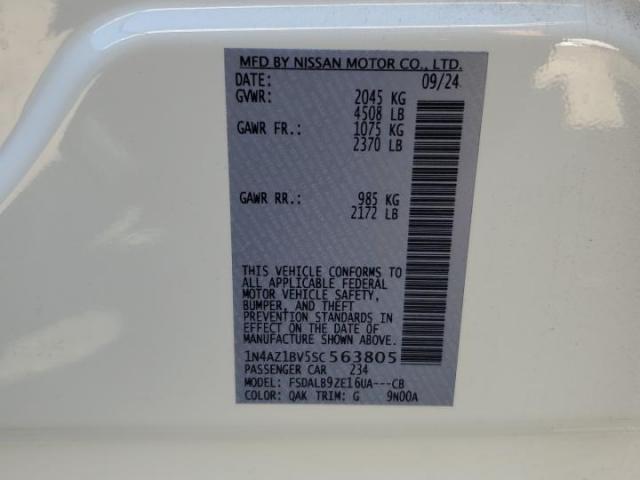 MFD BY NISSAN MOTOR CO., LTD.
DATE: 09/24
GVWR: 2045 KG
4508 LB
GAWR FR.: 1075 KG
2370 LB
GAWR RR.: 985 KG
2172 LB
THIS VEHICLE CONFORMS TO
ALL APPLICABLE FEDERAL
MOTOR VEHICLE SAFETY,
BUMPER, AND THEFT
PREVENTION STANDARDS IN
EFFECT ON THE DATE OF
MANUFACTURE SHOWN ABOVE.
1N4AZ1BV5SC563805
PASSENGER CAR 234
MODEL: FSDALB9ZE16UA---CB
COLOR: QAK TRIM: G 9N00A